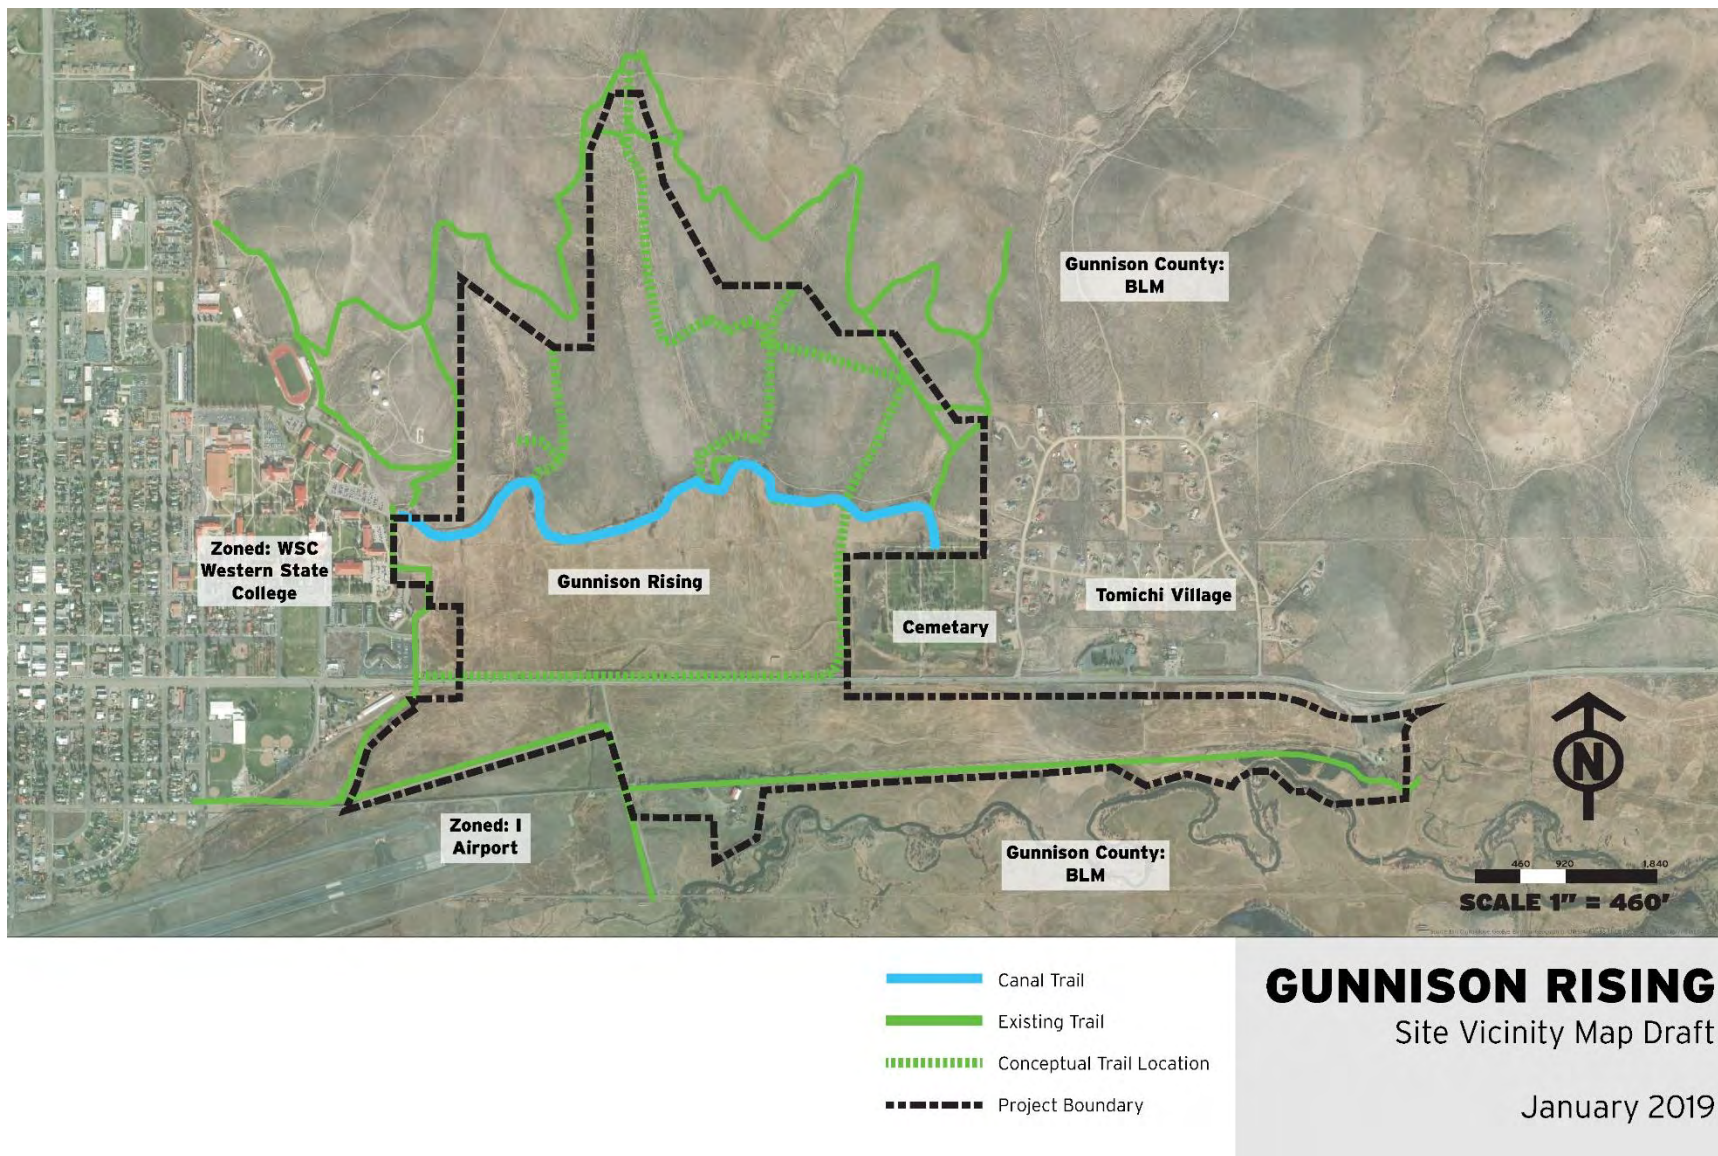 Gunnison County:
BLM
G
Zoned: WSC
Western State
College
Gunnison Rising
Cemetary
Tomichi Village
Zoned: I
Airport
Gunnison County:
BLM
N
460 920 1,840
SCALE 1" = 460'
Canal Trail
Existing Trail
Conceptual Trail Location
Project Boundary
GUNNISON RISING
Site Vicinity Map Draft
January 2019